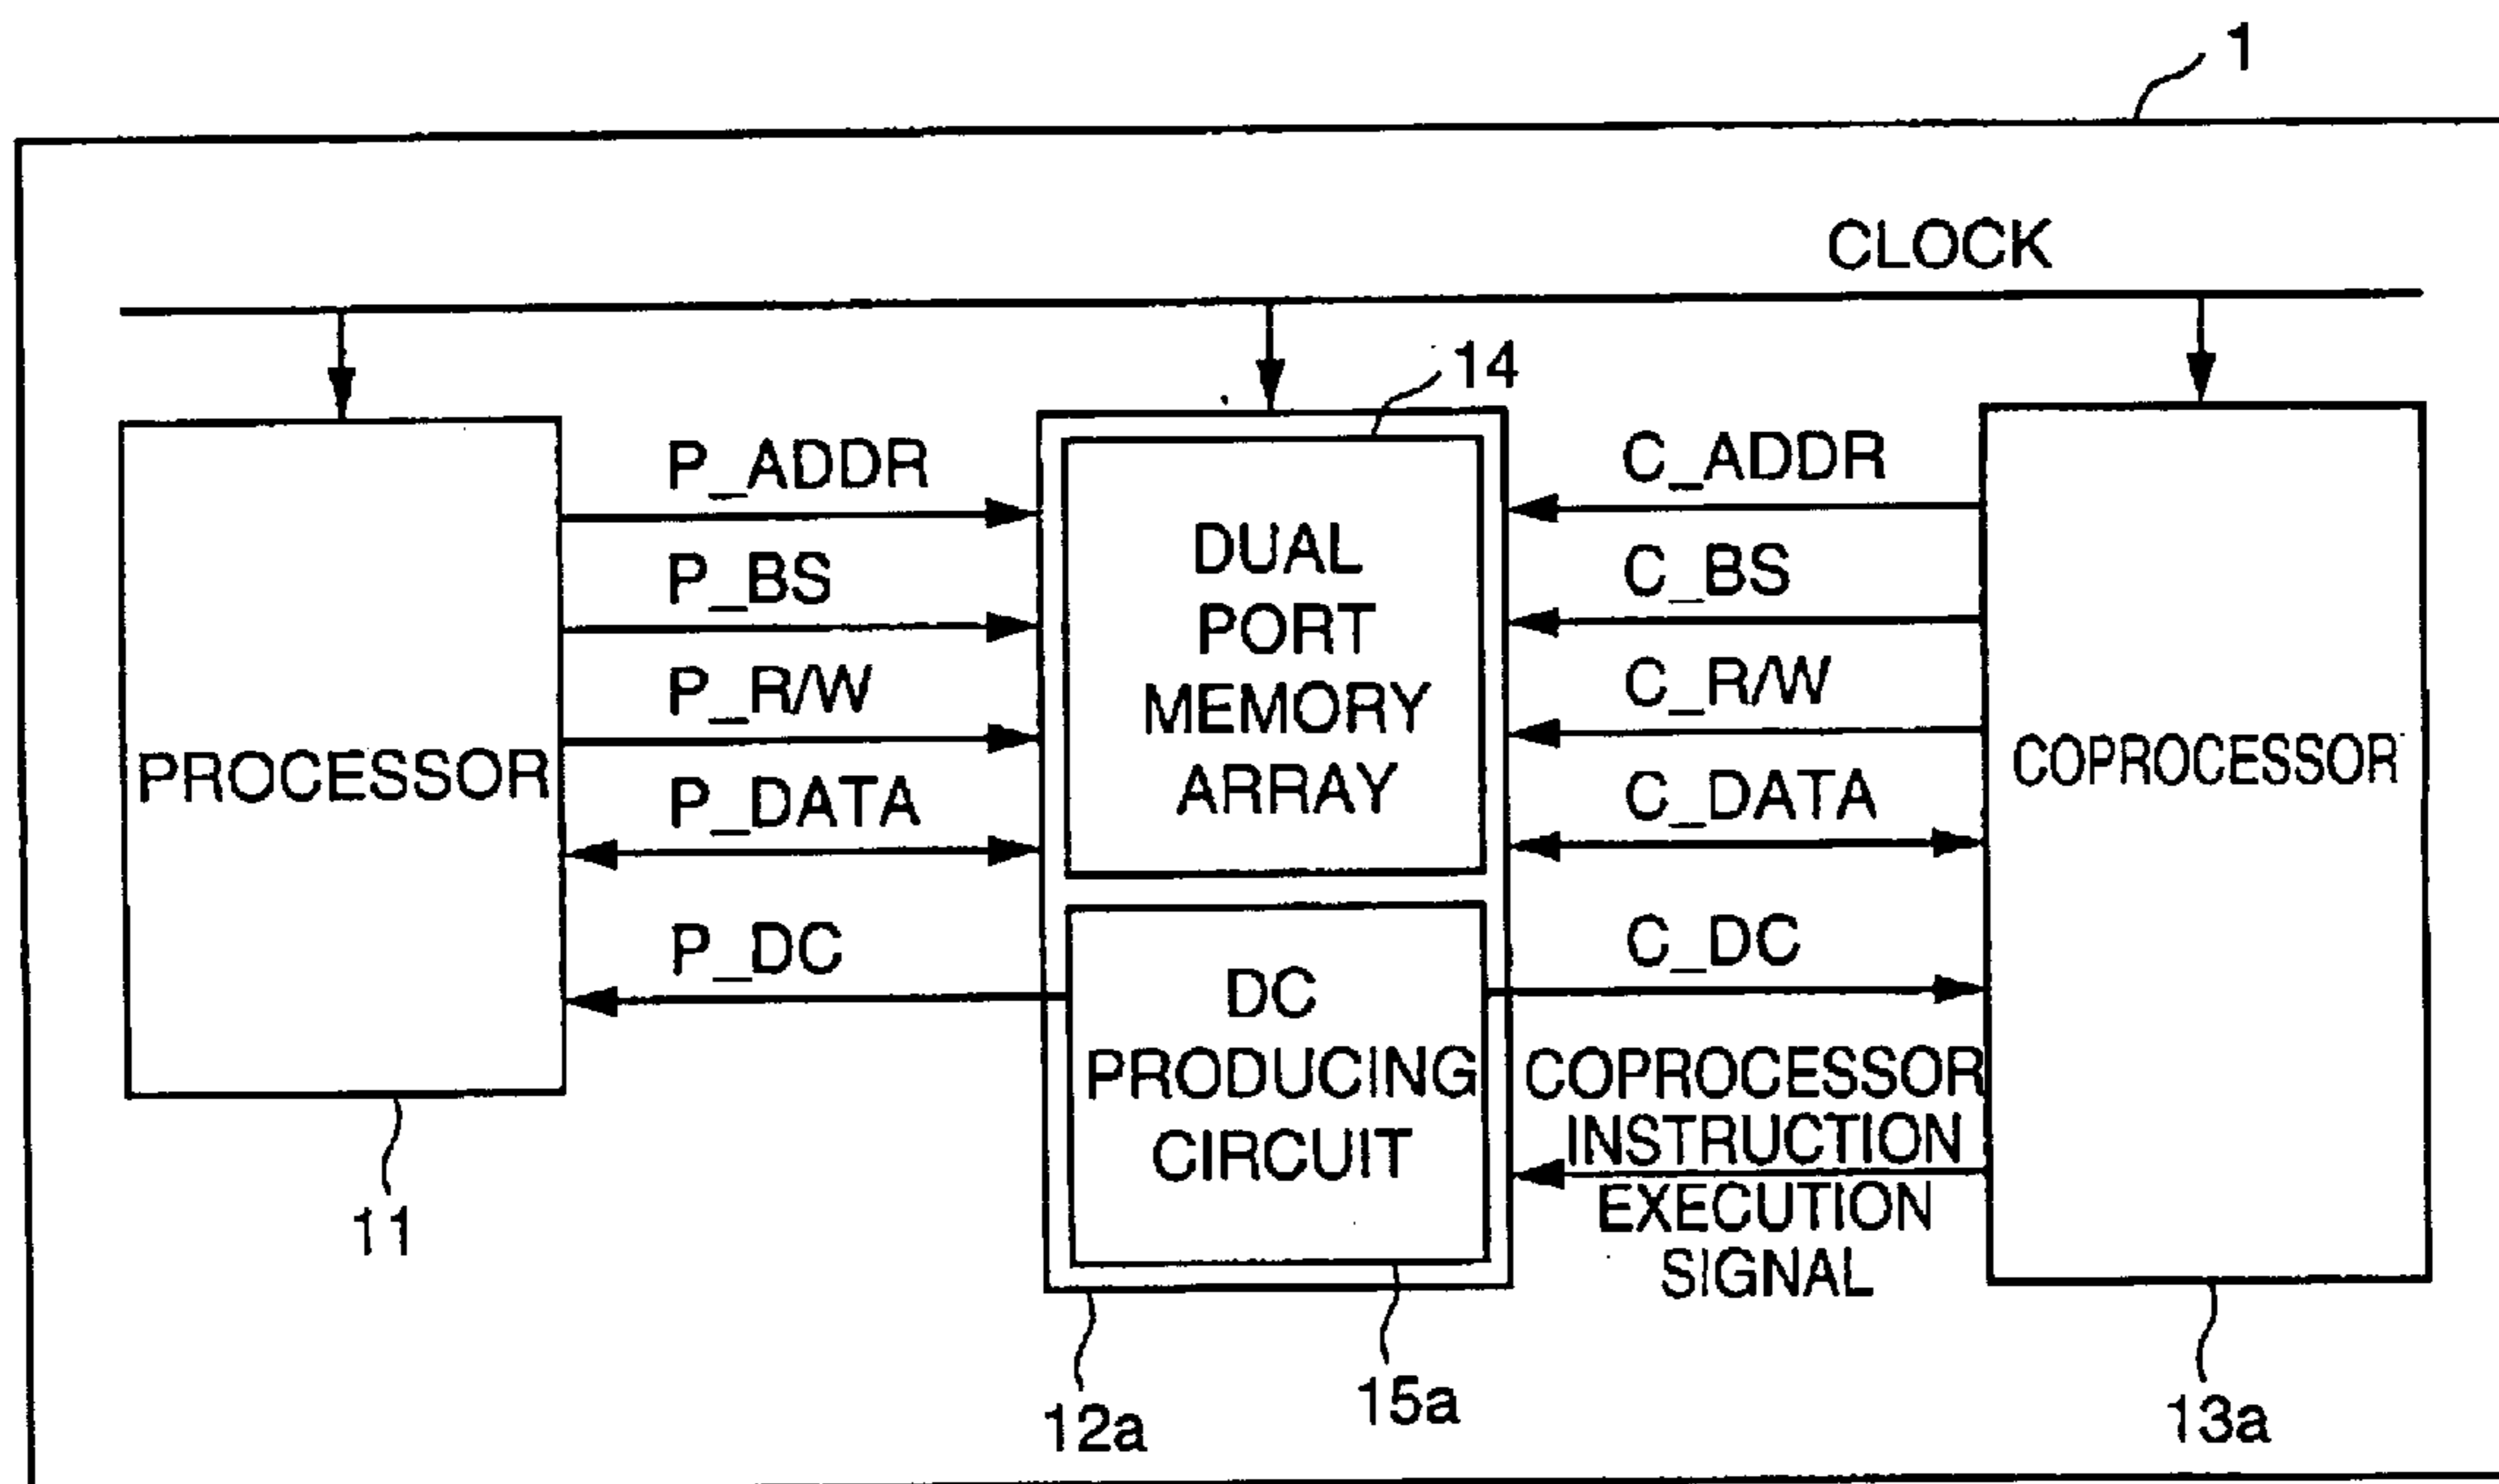 1
CLOCK
14
P_ADDR
P_BS
P_R/W
P_DATA
P_DC
PROCESSOR
11
DUAL
PORT
MEMORY
ARRAY
DC
PRODUCING
CIRCUIT
12a
15a
C_ADDR
C_BS
C_R/W
C_DATA
C_DC
COPROCESSOR
INSTRUCTION
EXECUTION
SIGNAL
COPROCESSOR
13a